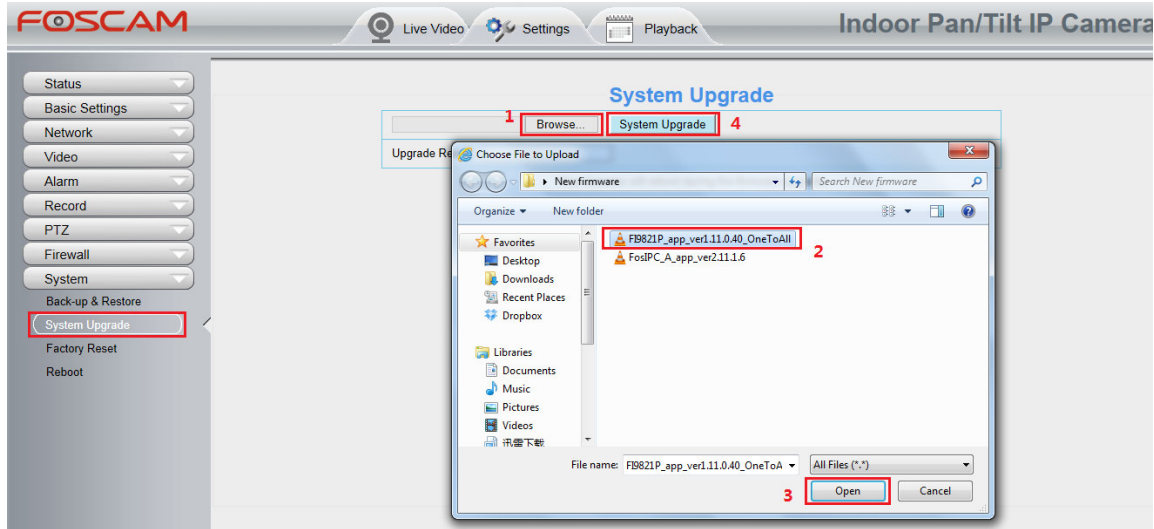 FOSCAM
Live Video
Settings
Playback
Indoor Pan/Tilt IP Camera
Status
Basic Settings
Network
Video
Alarm
Record
PTZ
Firewall
System
Back-up & Restore
System Upgrade
Factory Reset
Reboot
System Upgrade
1 Browse... System Upgrade 4
Upgrade Re
Choose File to Upload
New firmware
Search New firmware
Organize New folder
Favorites
Desktop
Downloads
Recent Places
Dropbox
Libraries
Documents
Music
Pictures
Videos
迅雷下载
FI9821P_app_ver1.11.0.40_OneToAll
2
FosIPC_A_app_ver2.11.1.6
File name: FI9821P_app_ver1.11.0.40_OneToA All Files (*.*)
3 Open Cancel